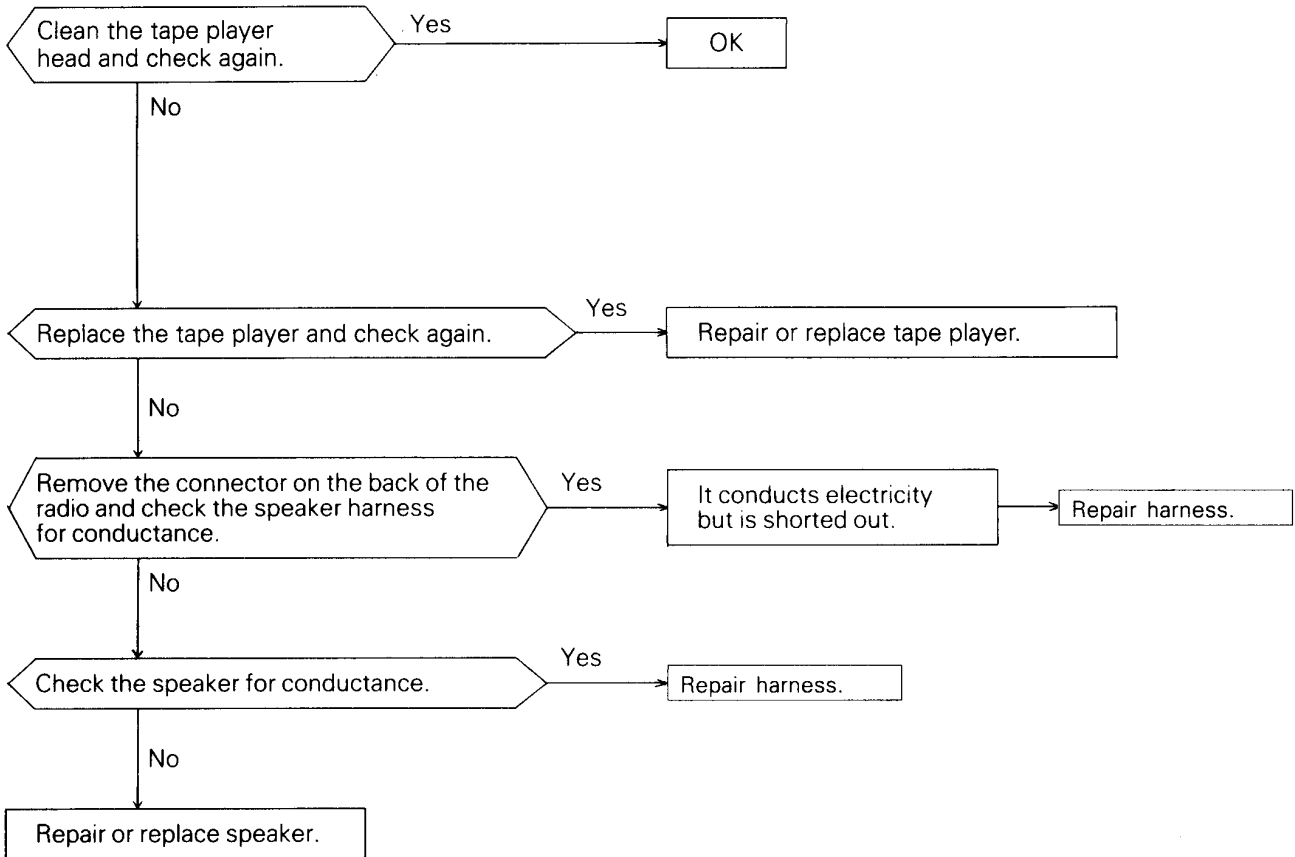 Clean the tape player
head and check again.
Yes
OK
No
Replace the tape player and check again.
Yes
Repair or replace tape player.
No
Remove the connector on the back of the
radio and check the speaker harness
for conductance.
Yes
It conducts electricity
but is shorted out.
Repair harness.
No
Check the speaker for conductance.
Yes
Repair harness.
No
Repair or replace speaker.